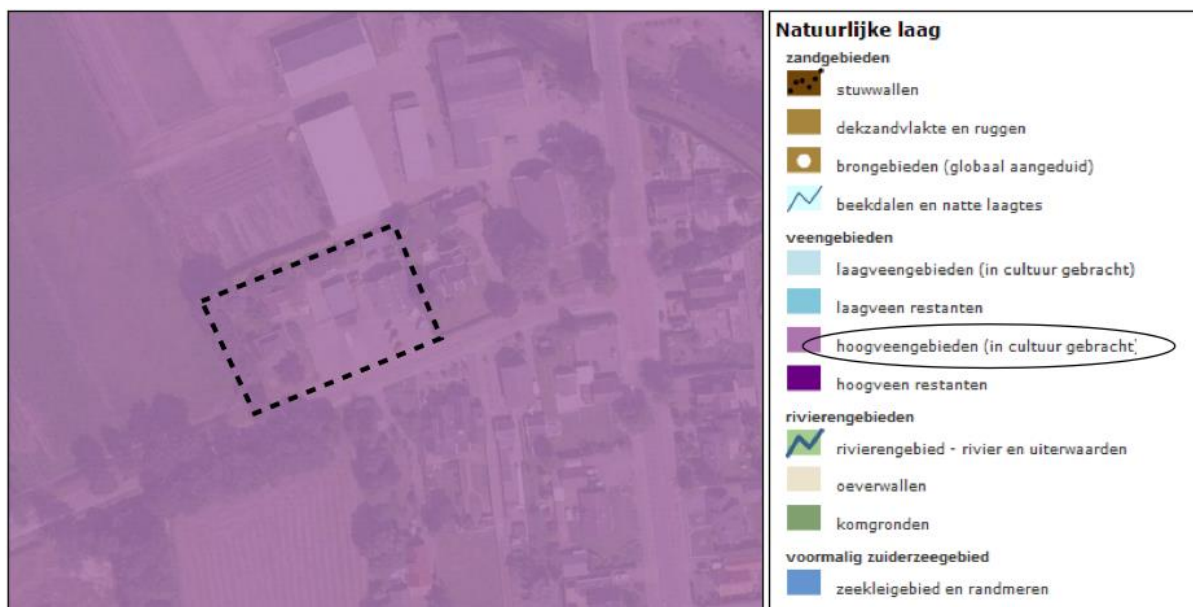 Natuurlijke laag
zandgebieden
stuwwallen
dekzandvlakte en ruggen
brongebieden (globaal aangeduid)
beekdalen en natte laagtes
veengebieden
laagveengebieden (in cultuur gebracht)
laagveen restanten
hoogveengebieden (in cultuur gebracht)
hoogveen restanten
rivierengebieden
rivierengebied - rivier en uiterwaarden
oeverwallen
komgronden
voormalig zuiderzeegebied
zeekleigebied en randmeren